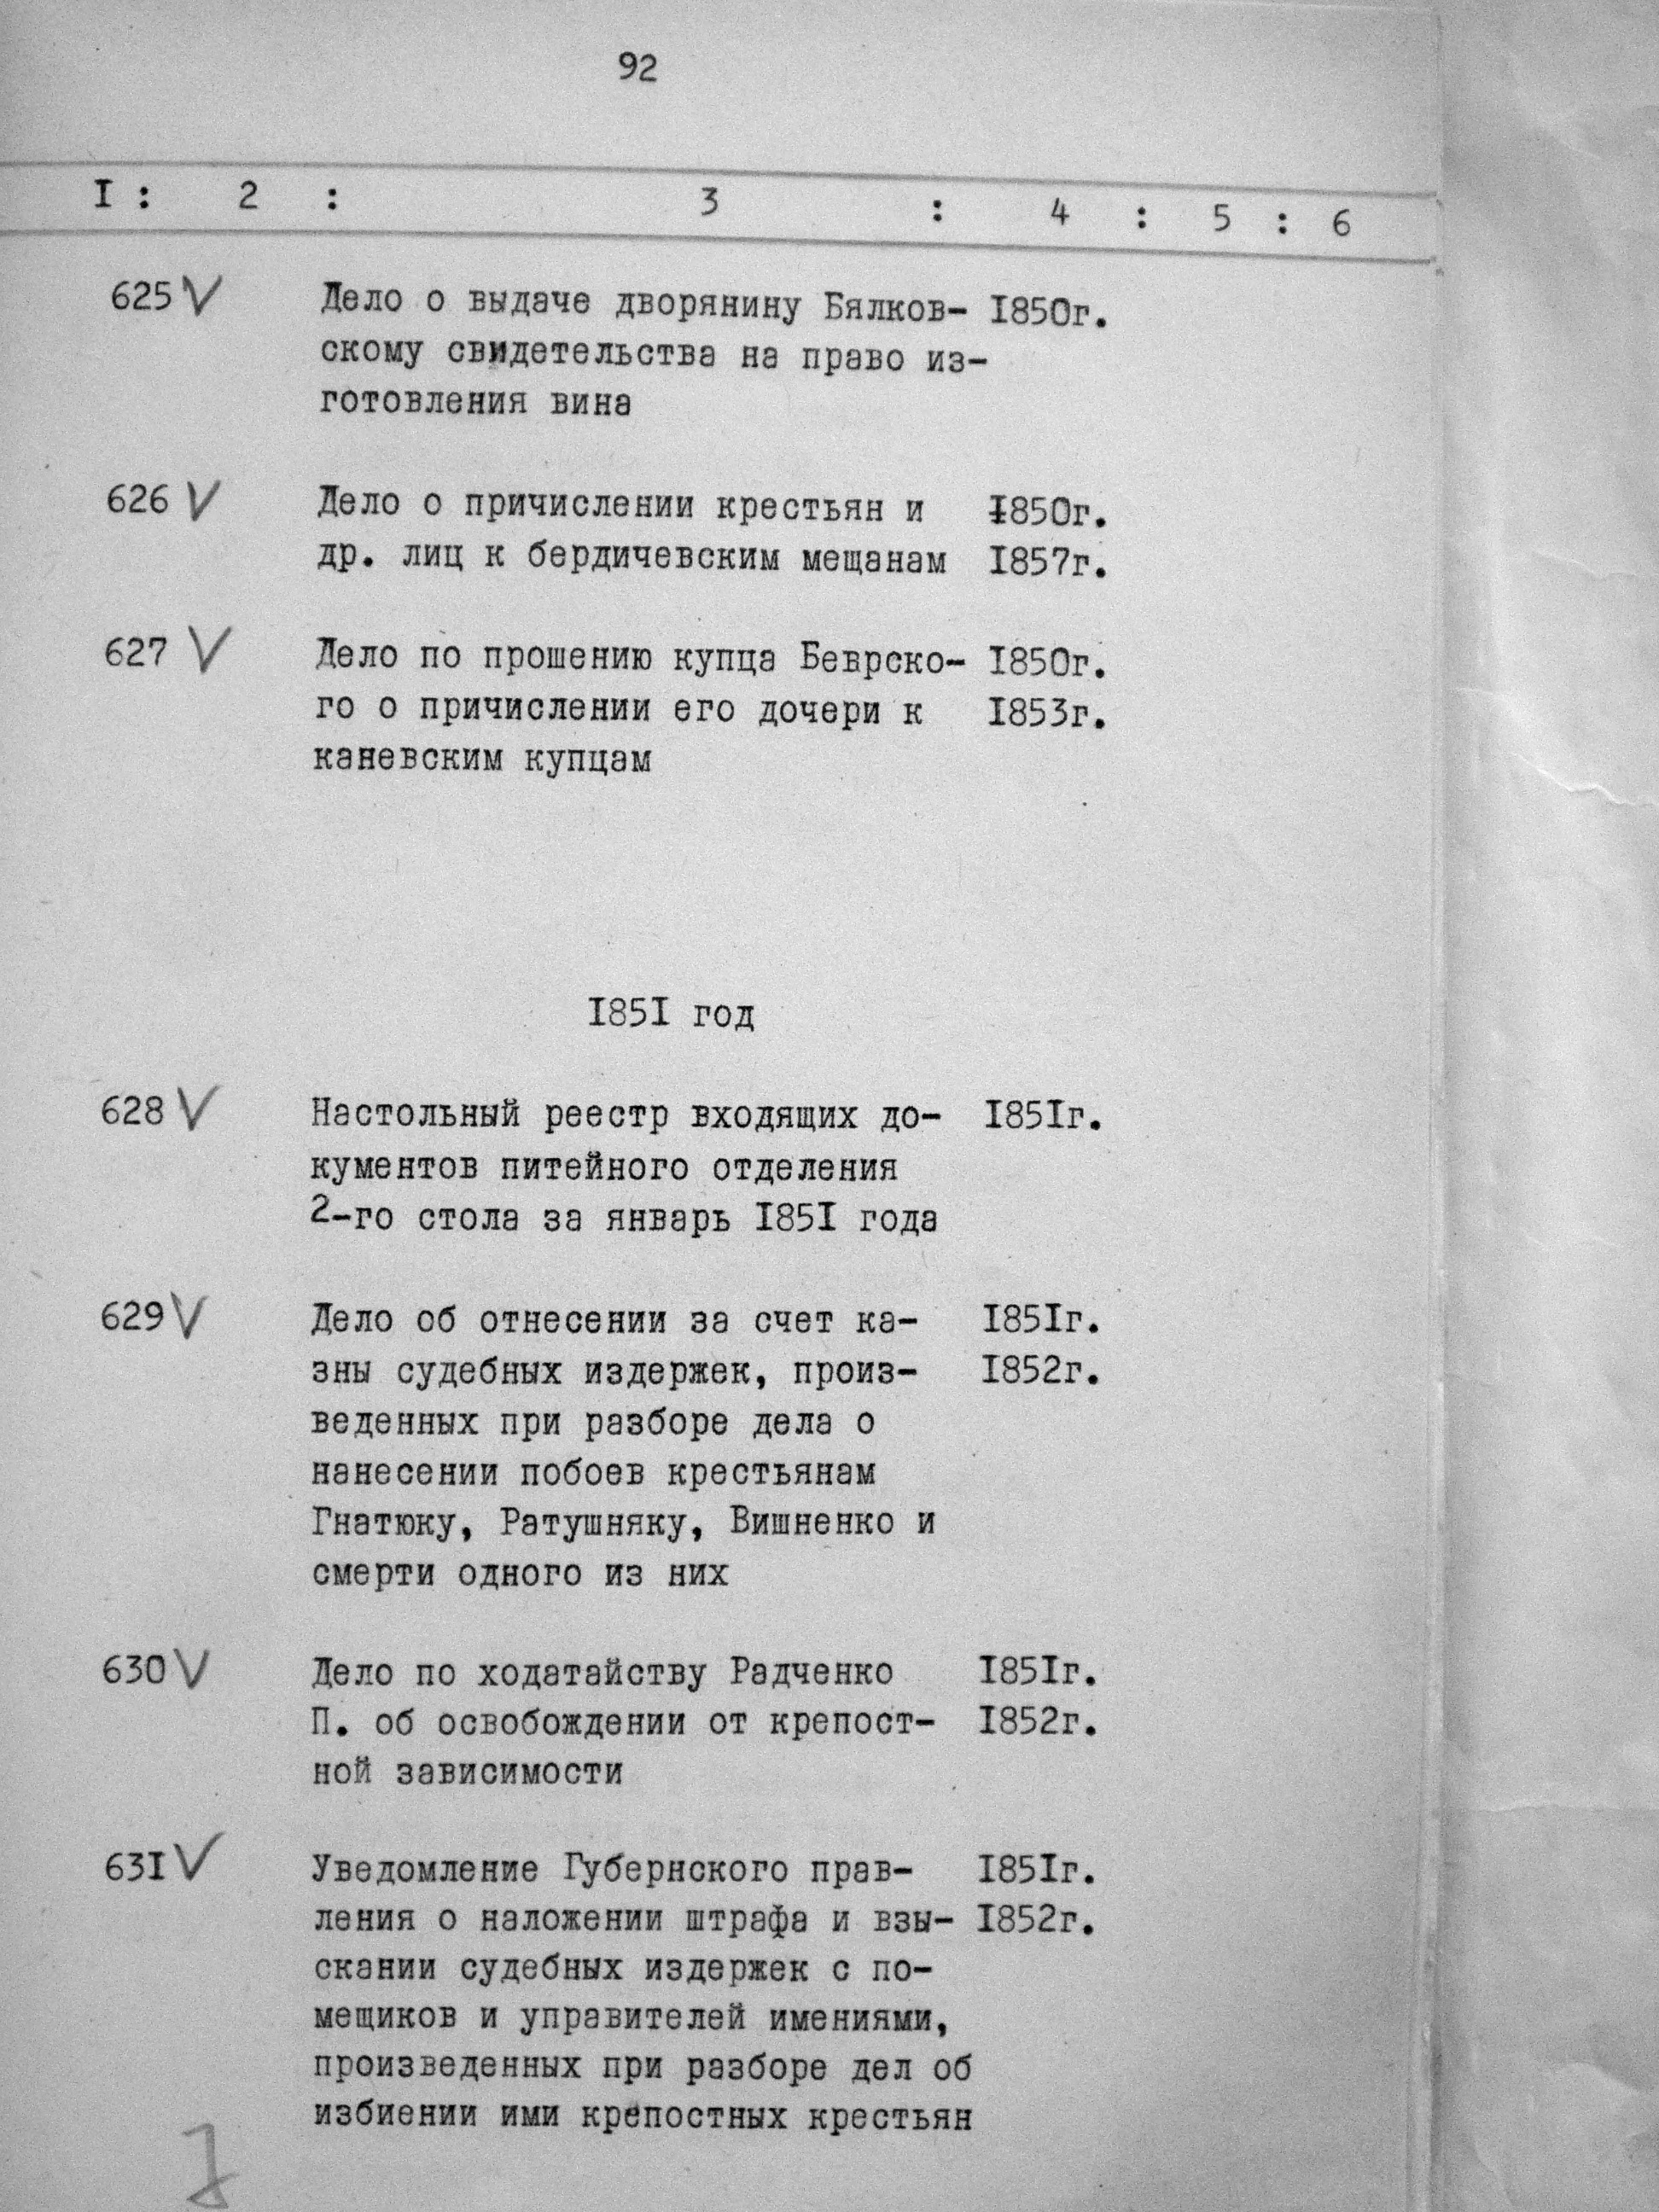 92
I : 2 : 3 : 4 : 5 : 6
625 V Дело о выдаче дворянину Бялков- I850г.
скому свидетельства на право из-
готовления вина
626 V Дело о причислении крестьян и I850г.
др. лиц к бердичевским мещанам I857г.
627 V Дело по прошению купца Беврско- I850г.
го о причислении его дочери к I853г.
каневским купцам
I85I год
628 V Настольный реестр входящих до- I85Iг.
кументов питейного отделения
2-го стола за январь I85I года
629 V Дело об отнесении за счет ка- I85Iг.
зны судебных издержек, произ- I852г.
веденных при разборе дела о
нанесении побоев крестьянам
Гнатюку, Ратушняку, Вишненко и
смерти одного из них
630 V Дело по ходатайству Радченко I85Iг.
П. об освобождении от крепост- I852г.
ной зависимости
63I V Уведомление Губернского прав- I85Iг.
ления о наложении штрафа и взы- I852г.
скании судебных издержек с по-
мещиков и управителей имениями,
произведенных при разборе дел об
избиении ими крепостных крестьян